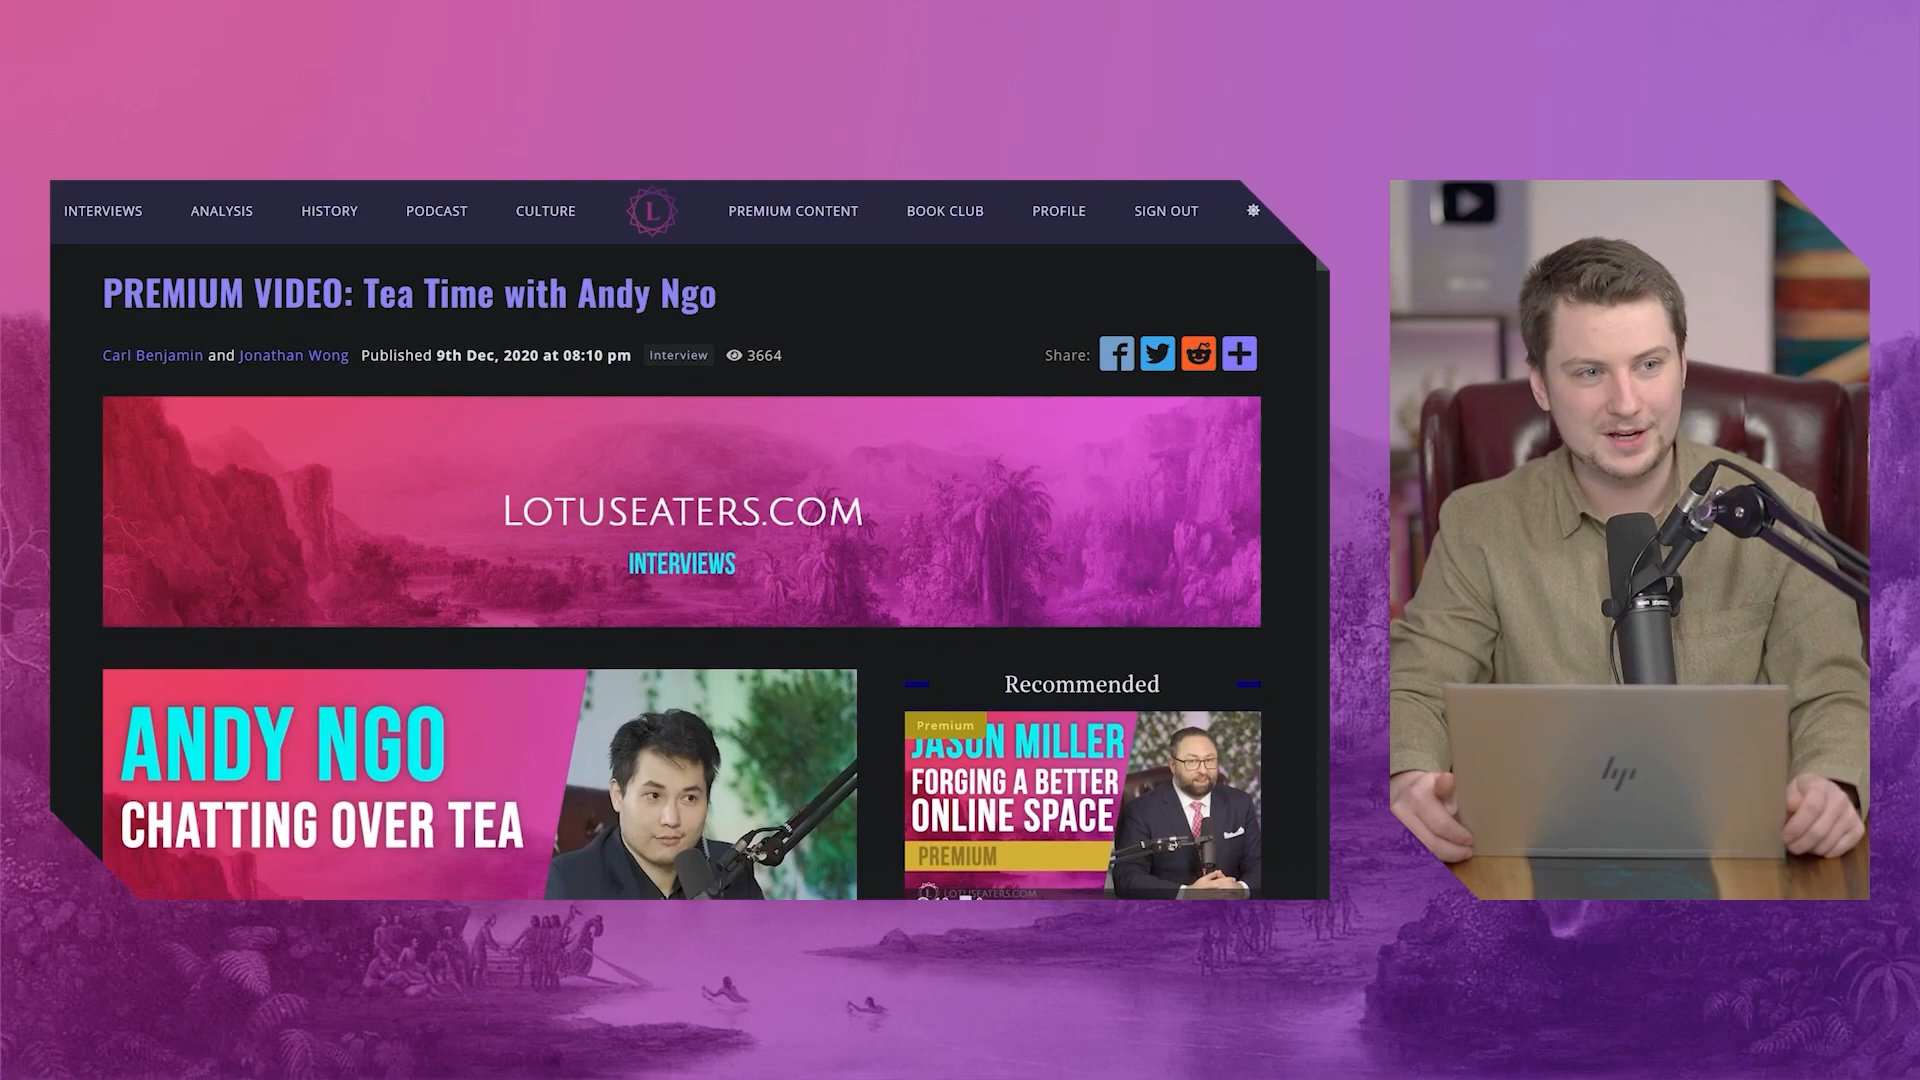 INTERVIEWS ANALYSIS HISTORY PODCAST CULTURE L PREMIUM CONTENT BOOK CLUB PROFILE SIGN OUT
PREMIUM VIDEO: Tea Time with Andy Ngo
Carl Benjamin and Jonathan Wong Published 9th Dec, 2020 at 08:10 pm Interview 3664
Share:
LOTUSEATERS.COM
INTERVIEWS
ANDY NGO
CHATTING OVER TEA
Recommended
Premium
JASON MILLER
FORGING A BETTER
ONLINE SPACE
PREMIUM
LOTUSEATERS.COM
hp